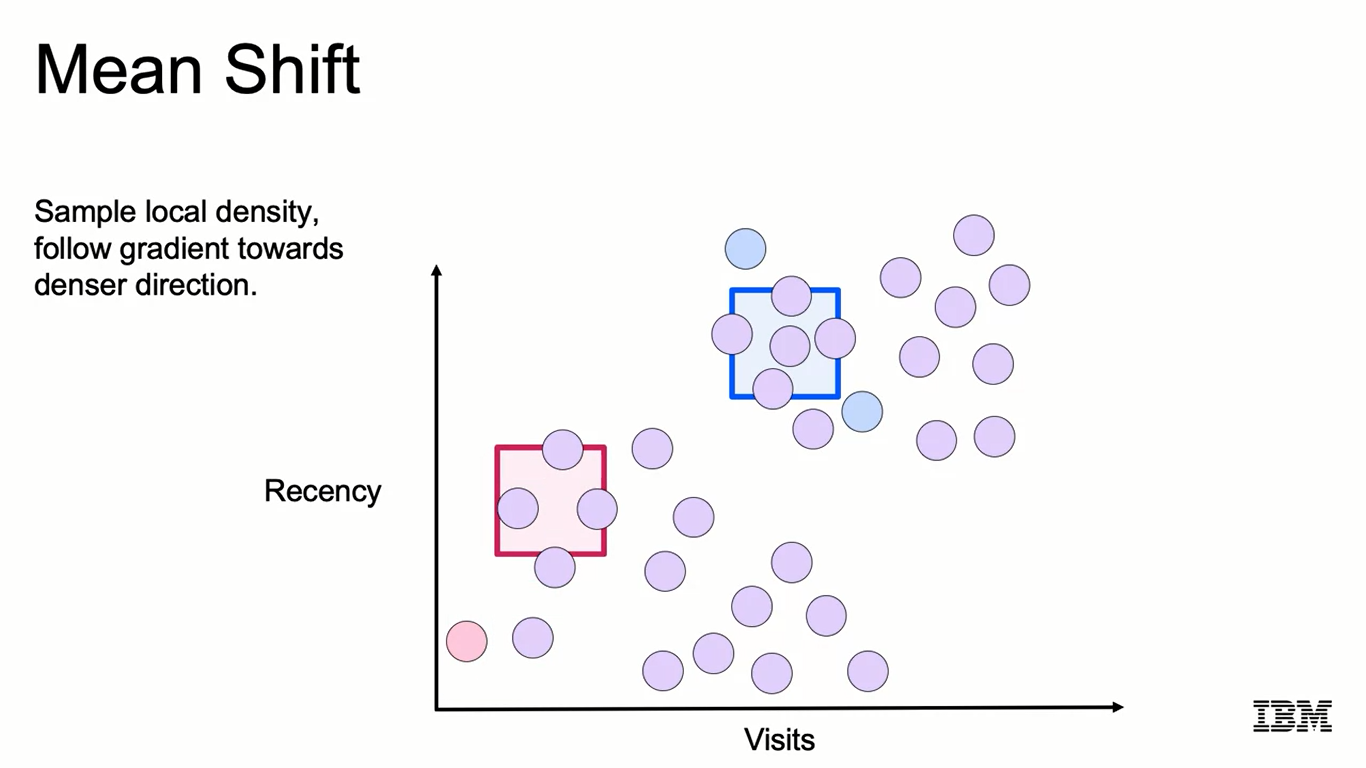 Mean Shift
Sample local density,
follow gradient towards
denser direction.
Recency
Visits
IBM